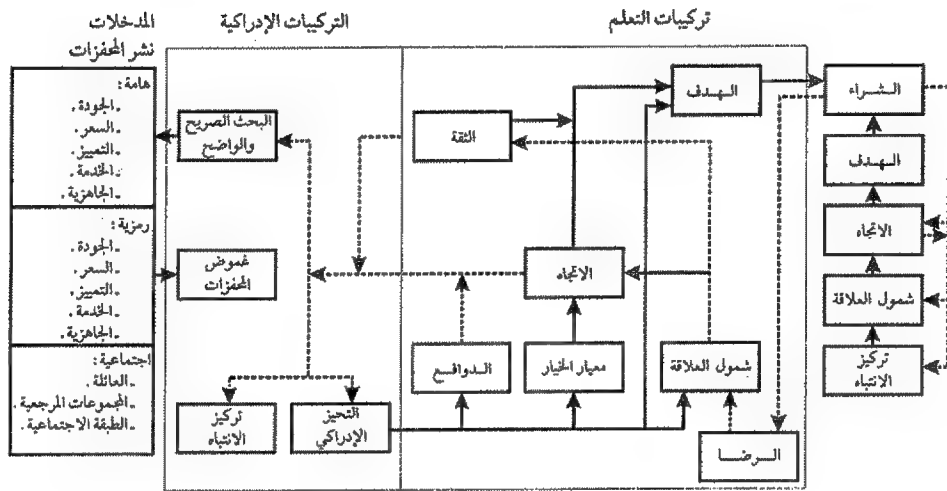 المدخلات
نشر المحفزات
هامة:
ـ الجودة.
ـ السعر.
ـ التمييز.
ـ الخدمة.
ـ الجاهزية.
رمزية:
ـ الجودة.
ـ السعر.
ـ التمييز.
ـ الخدمة.
ـ الجاهزية.
اجتماعية:
ـ العائلة.
ـ المجموعات المرجعية.
ـ الطبقة الاجتماعية.
التركيبات الإدراكية
البحث الصريح
والواضح
غموض
المحفزات
تركيز
الانتباه
التحيز
الإدراكي
تركيبات التعلم
الهدف
الثقة
الاتجاه
الدوافع
معيار الخيار
شمول العلاقة
الرضا
الشراء
الهدف
الاتجاه
شمول العلاقة
تركيز
الانتباه